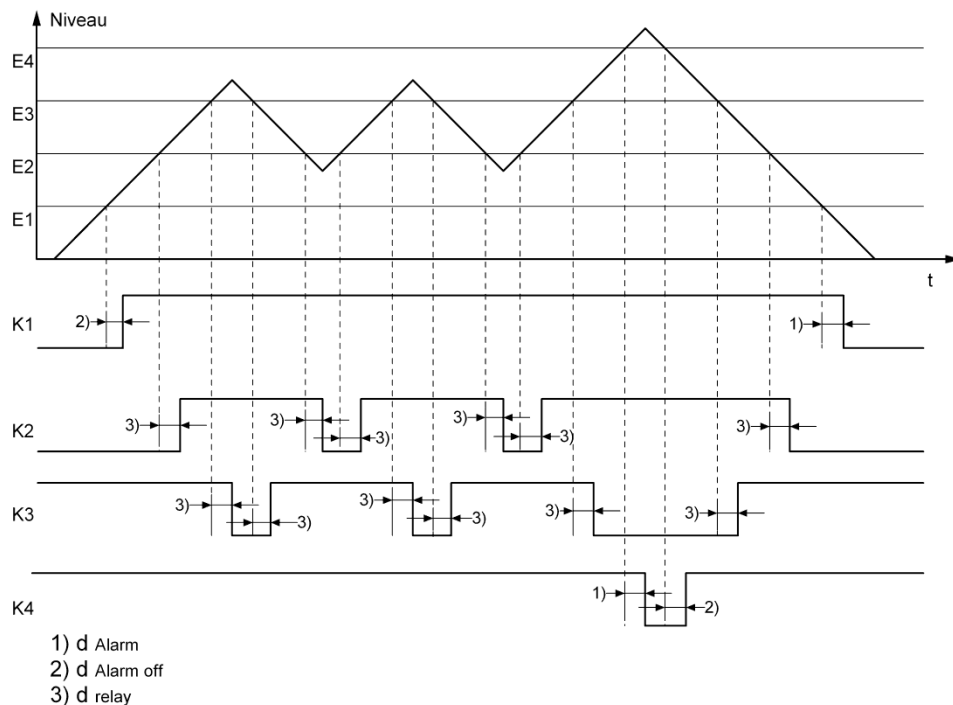 Niveau
E4
E3
E2
E1
t
K1
2)
1)
K2
3)
3)
3)
3)
3)
3)
K3
3)
3)
3)
3)
3)
3)
K4
1)
2)
1) d Alarm
2) d Alarm off
3) d relay